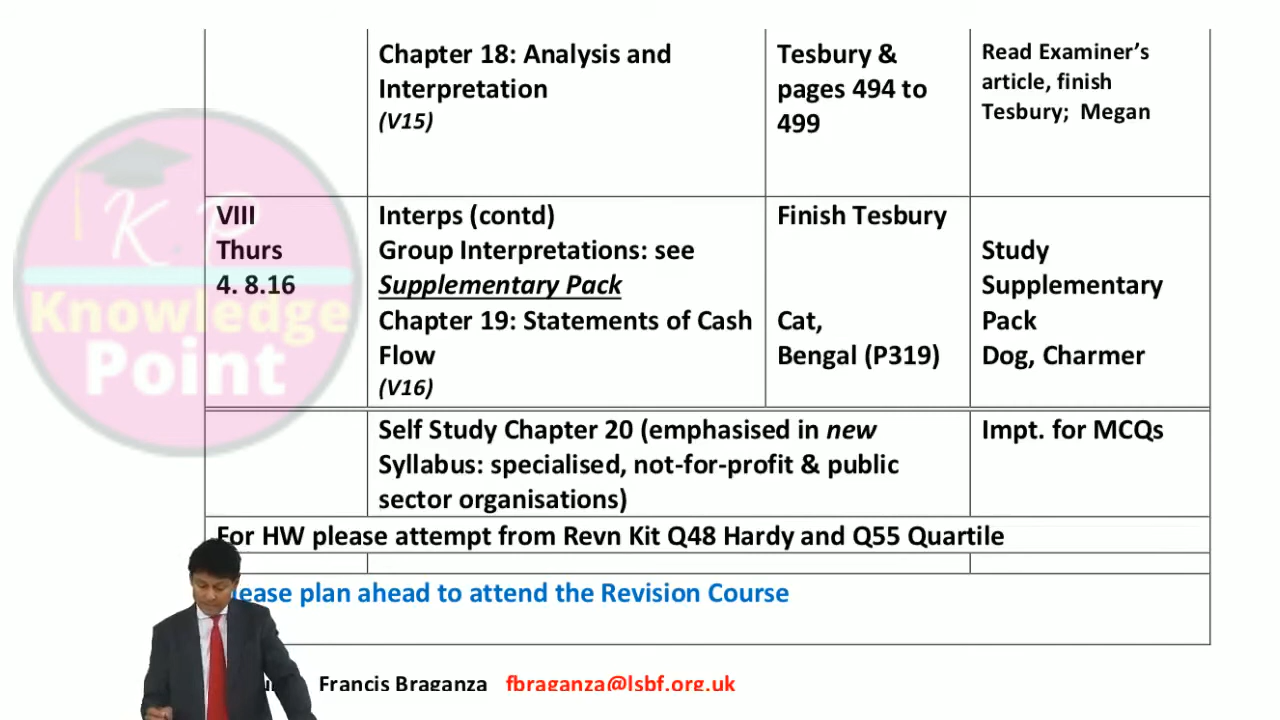 Chapter 18: Analysis and
Interpretation
(V15)
Tesbury &
pages 494 to
499
Read Examiner’s
article, finish
Tesbury;  Megan
VIII
Thurs
4. 8.16
Interps (contd)
Group Interpretations: see
Supplementary Pack
Chapter 19: Statements of Cash
Flow
(V16)
Finish Tesbury
Cat,
Bengal (P319)
Study
Supplementary
Pack
Dog, Charmer
K.P
Knowledge
Point
Self Study Chapter 20 (emphasised in new
Syllabus: specialised, not-for-profit & public
sector organisations)
Impt. for MCQs
For HW please attempt from Revn Kit Q48 Hardy and Q55 Quartile
plan ahead to attend the Revision Course
Francis Braganza fbraganza@lsbf.org.uk